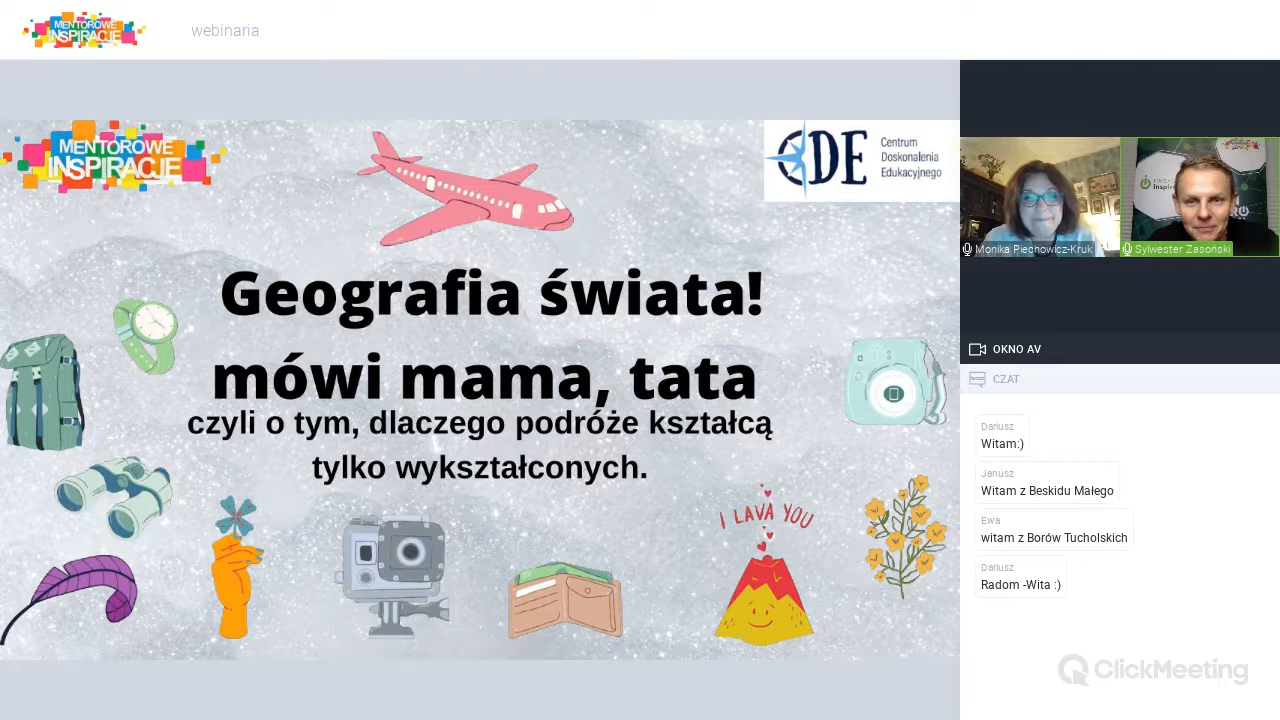 MENTOROWE
INSPIRACJE
webinaria
MENTOROWE
INSPIRACJE
CDE
Centrum
Doskonalenia
Edukacyjnego
Geografia świata!
mówi mama, tata
czyli o tym, dlaczego podróże kształcą
tylko wykształconych.
I LAVA YOU
Monika Piechowicz-Kruk
Sylwester Zasoński
OKNO AV
CZAT
Dariusz
Witam:)
Janusz
Witam z Beskidu Małego
Ewa
witam z Borów Tucholskich
Dariusz
Radom -Wita :)
ClickMeeting